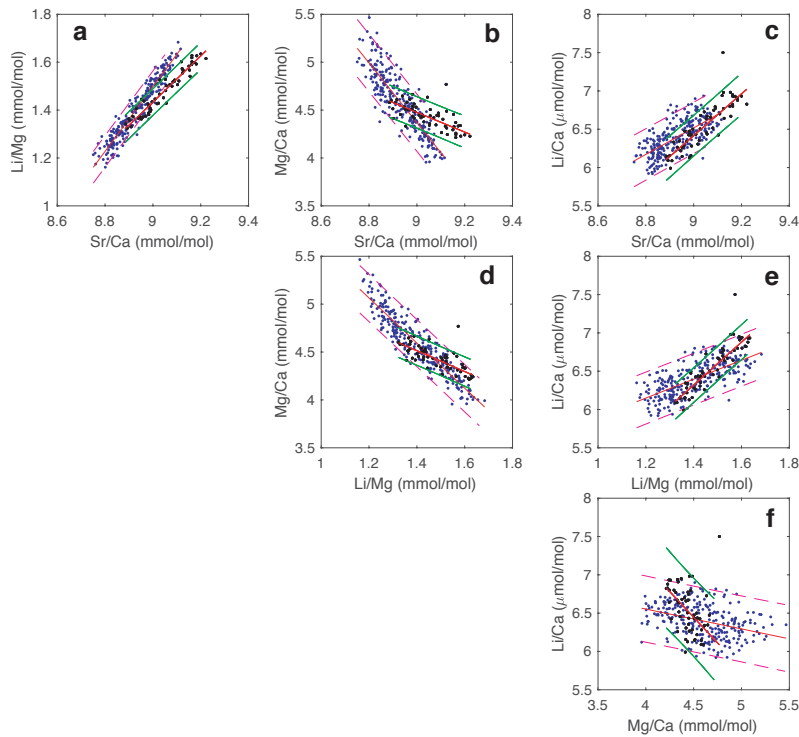 a
1.8
1.6
1.4
1.2
1
Li/Mg (mmol/mol)
8.6 8.8 9 9.2 9.4
Sr/Ca (mmol/mol)
b
5.5
5
4.5
4
3.5
Mg/Ca (mmol/mol)
8.6 8.8 9 9.2 9.4
Sr/Ca (mmol/mol)
c
8
7.5
7
6.5
6
5.5
Li/Ca (μmol/mol)
8.6 8.8 9 9.2 9.4
Sr/Ca (mmol/mol)
d
5.5
5
4.5
4
3.5
Mg/Ca (mmol/mol)
1 1.2 1.4 1.6 1.8
Li/Mg (mmol/mol)
e
8
7.5
7
6.5
6
5.5
Li/Ca (μmol/mol)
1 1.2 1.4 1.6 1.8
Li/Mg (mmol/mol)
f
8
7.5
7
6.5
6
5.5
Li/Ca (μmol/mol)
3.5 4 4.5 5 5.5
Mg/Ca (mmol/mol)